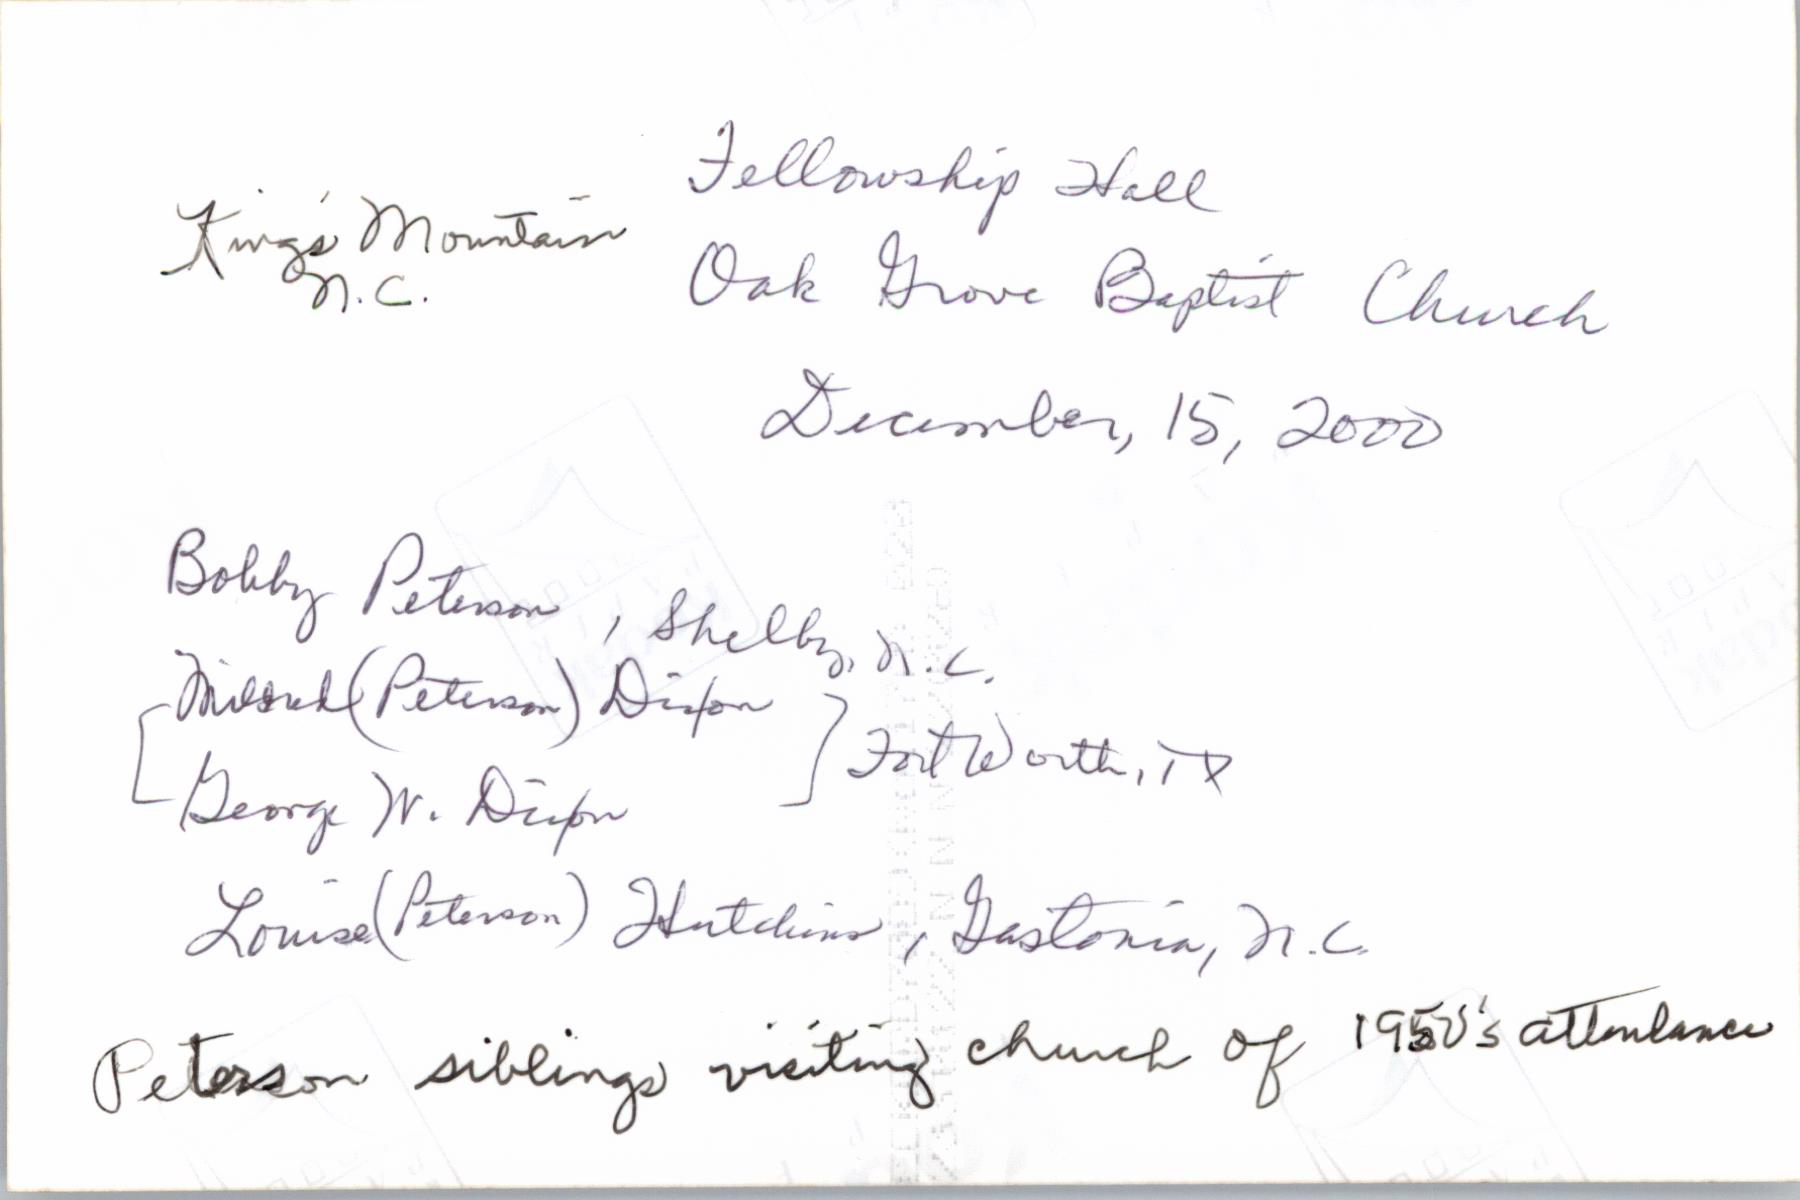 Fellowship Hall
King's Mountain
N.C.
Oak Grove Baptist Church
December, 15, 2000
Bobby Peterson, Shelby, N.C.
Mildred (Peterson) Dixon
Fort Worth, TX
George W. Dixon
Louise (Peterson) Hutchins, Gastonia, N.C.
Peterson siblings visiting church of 1950's attendance